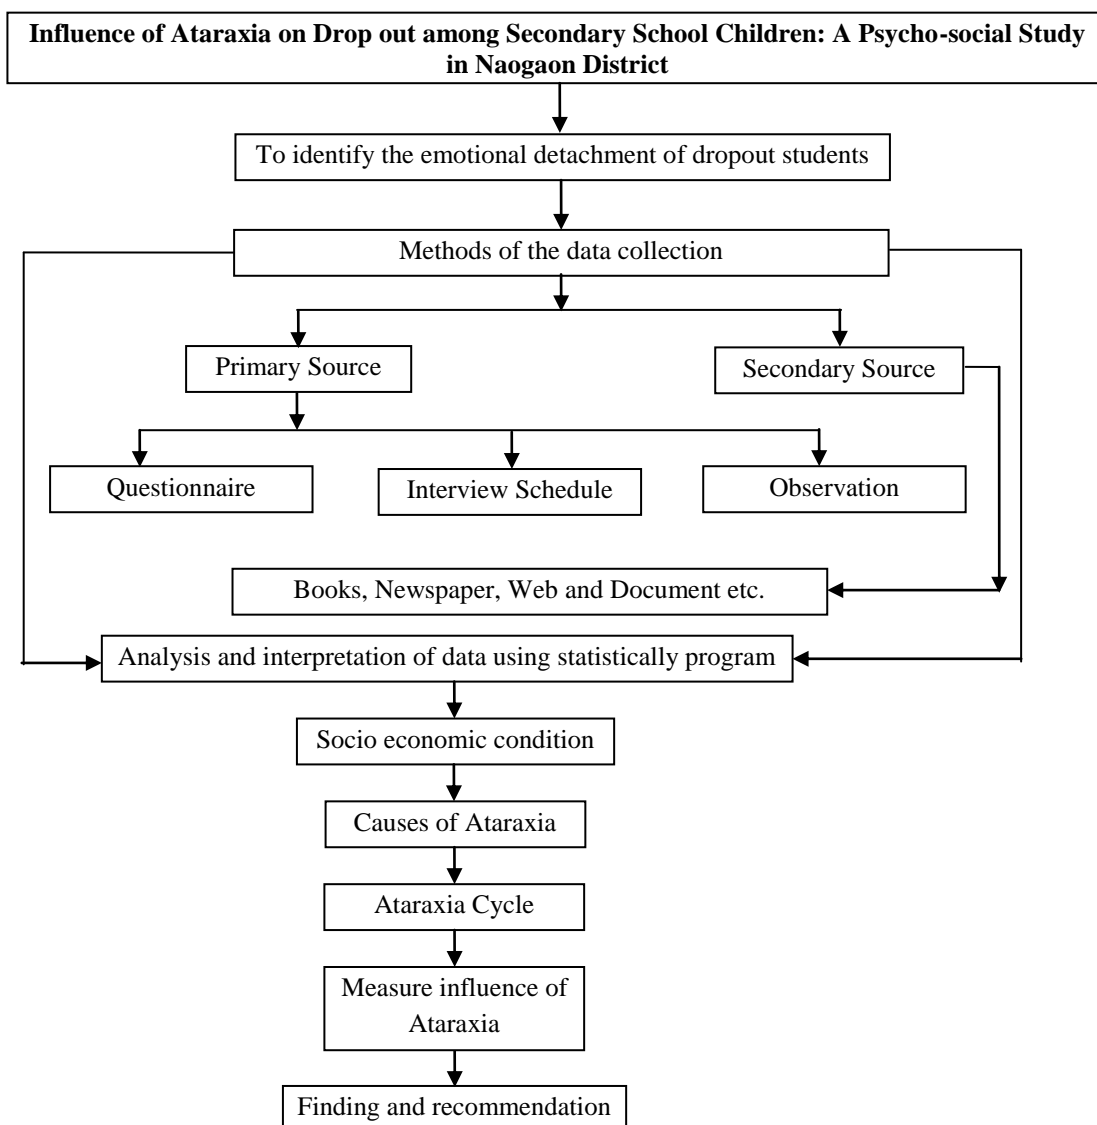 Influence of Ataraxia on Drop out among Secondary School Children: A Psycho-social Study
in Naogaon District
To identify the emotional detachment of dropout students
Methods of the data collection
Primary Source
Secondary Source
Questionnaire
Interview Schedule
Observation
Books, Newspaper, Web and Document etc.
Analysis and interpretation of data using statistically program
Socio economic condition
Causes of Ataraxia
Ataraxia Cycle
Measure influence of
Ataraxia
Finding and recommendation